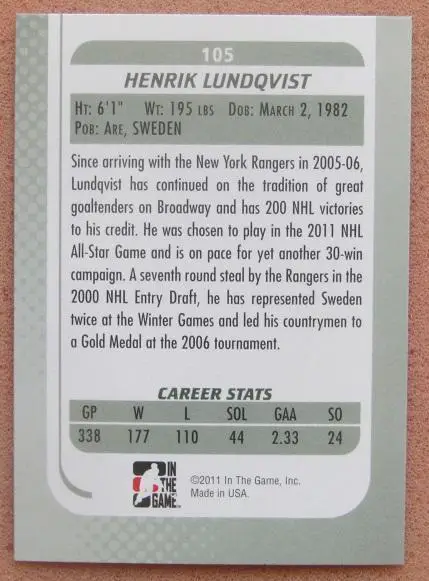 105
HENRIK LUNDQVIST
HT: 6'1" WT: 195 LBS DOB: MARCH 2, 1982
POB: ARE, SWEDEN
Since arriving with the New York Rangers in 2005-06,
Lundqvist has continued on the tradition of great
goaltenders on Broadway and has 200 NHL victories
to his credit. He was chosen to play in the 2011 NHL
All-Star Game and is on pace for yet another 30-win
campaign. A seventh round steal by the Rangers in the
2000 NHL Entry Draft, he has represented Sweden
twice at the Winter Games and led his countrymen to
a Gold Medal at the 2006 tournament.
CAREER STATS
GP W L SOL GAA SO
338 177 110 44 2.33 24
IN
THE
GAME
©2011 In The Game, Inc.
Made in USA.